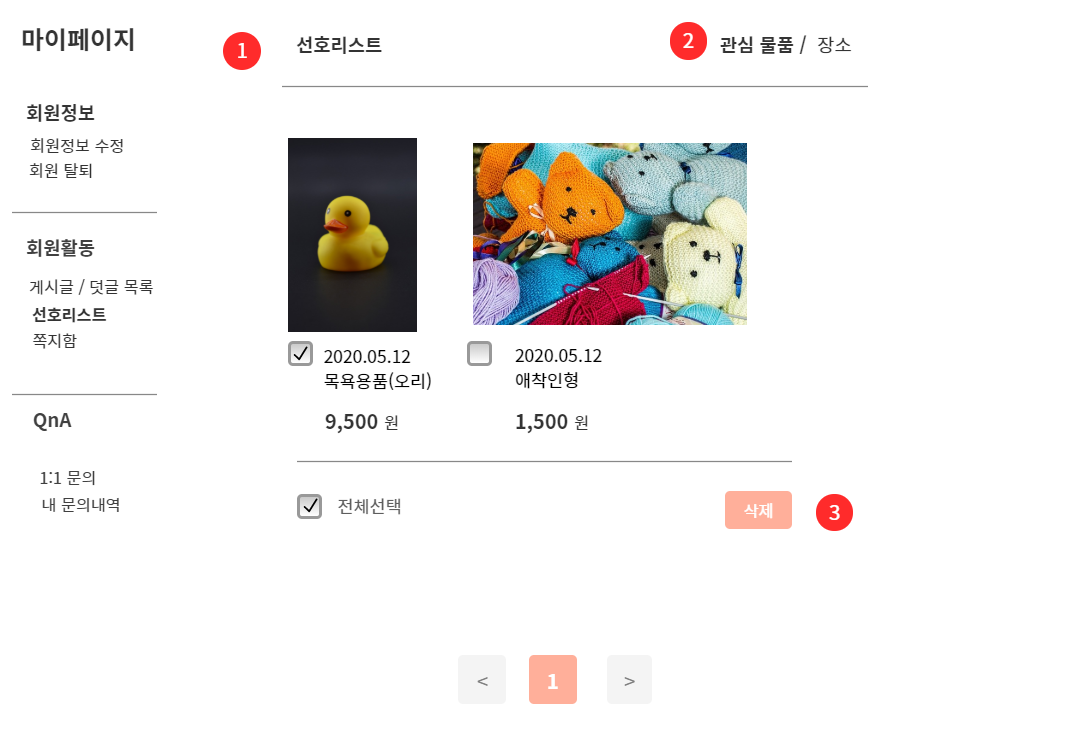 마이페이지
회원정보
회원정보 수정
회원 탈퇴
회원활동
게시글 / 덧글 목록
선호리스트
쪽지함
QnA
1:1 문의
내 문의내역
1 선호리스트
2 관심 물품 / 장소
2020.05.12
목욕용품(오리)
9,500 원
2020.05.12
애착인형
1,500 원
전체선택
삭제 3
< 1 >